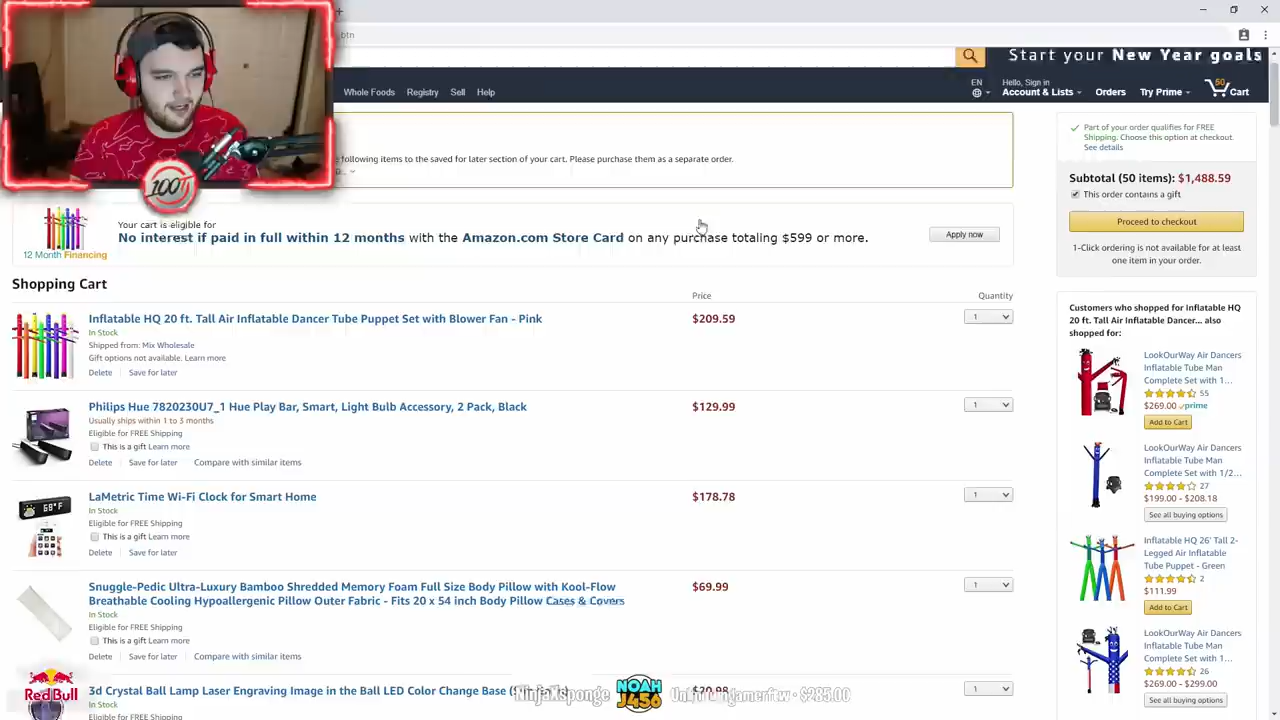 btn
Start your New Year goals
Whole Foods Registry Sell Help
EN
Hello, Sign in
Account & Lists
Orders
Try Prime
50
Cart
following items to the saved for later section of your cart. Please purchase them as a separate order.
100T
12 Month Financing
Your cart is eligible for
No interest if paid in full within 12 months with the Amazon.com Store Card on any purchase totaling $599 or more.
Apply now
Shopping Cart
Price
Quantity
Inflatable HQ 20 ft. Tall Air Inflatable Dancer Tube Puppet Set with Blower Fan - Pink
$209.59
1
In Stock
Shipped from: Mix Wholesale
Gift options not available. Learn more
Delete Save for later
Philips Hue 7820230U7_1 Hue Play Bar, Smart, Light Bulb Accessory, 2 Pack, Black
$129.99
1
Usually ships within 1 to 3 months
Eligible for FREE Shipping
This is a gift Learn more
Delete Save for later Compare with similar items
68°F
LaMetric Time Wi-Fi Clock for Smart Home
$178.78
1
In Stock
Eligible for FREE Shipping
This is a gift Learn more
Delete Save for later
Snuggle-Pedic Ultra-Luxury Bamboo Shredded Memory Foam Full Size Body Pillow with Kool-Flow
Breathable Cooling Hypoallergenic Pillow Outer Fabric - Fits 20 x 54 inch Body Pillow Cases & Covers
$69.99
1
In Stock
Eligible for FREE Shipping
This is a gift Learn more
Delete Save for later Compare with similar items
3d Crystal Ball Lamp Laser Engraving Image in the Ball LED Color Change Base
1
In Stock
Eligible for FREE Shipping
Red Bull
NinjaXsponge
NOAH
J456
$285.00
Part of your order qualifies for FREE
Shipping. Choose this option at checkout.
See details
Subtotal (50 items): $1,488.59
This order contains a gift
Proceed to checkout
1-Click ordering is not available for at least
one item in your order.
Customers who shopped for Inflatable HQ
20 ft. Tall Air Inflatable Dancer... also
shopped for:
LookOurWay Air Dancers
Inflatable Tube Man
Complete Set with 1...
55
$269.00 prime
Add to Cart
LookOurWay Air Dancers
Inflatable Tube Man
Complete Set with 1/2...
27
$199.00 - $208.18
See all buying options
Inflatable HQ 26' Tall 2-
Legged Air Inflatable
Tube Puppet - Green
2
$111.99
Add to Cart
LookOurWay Air Dancers
Inflatable Tube Man
Complete Set with 1...
26
$269.00 - $299.00
See all buying options